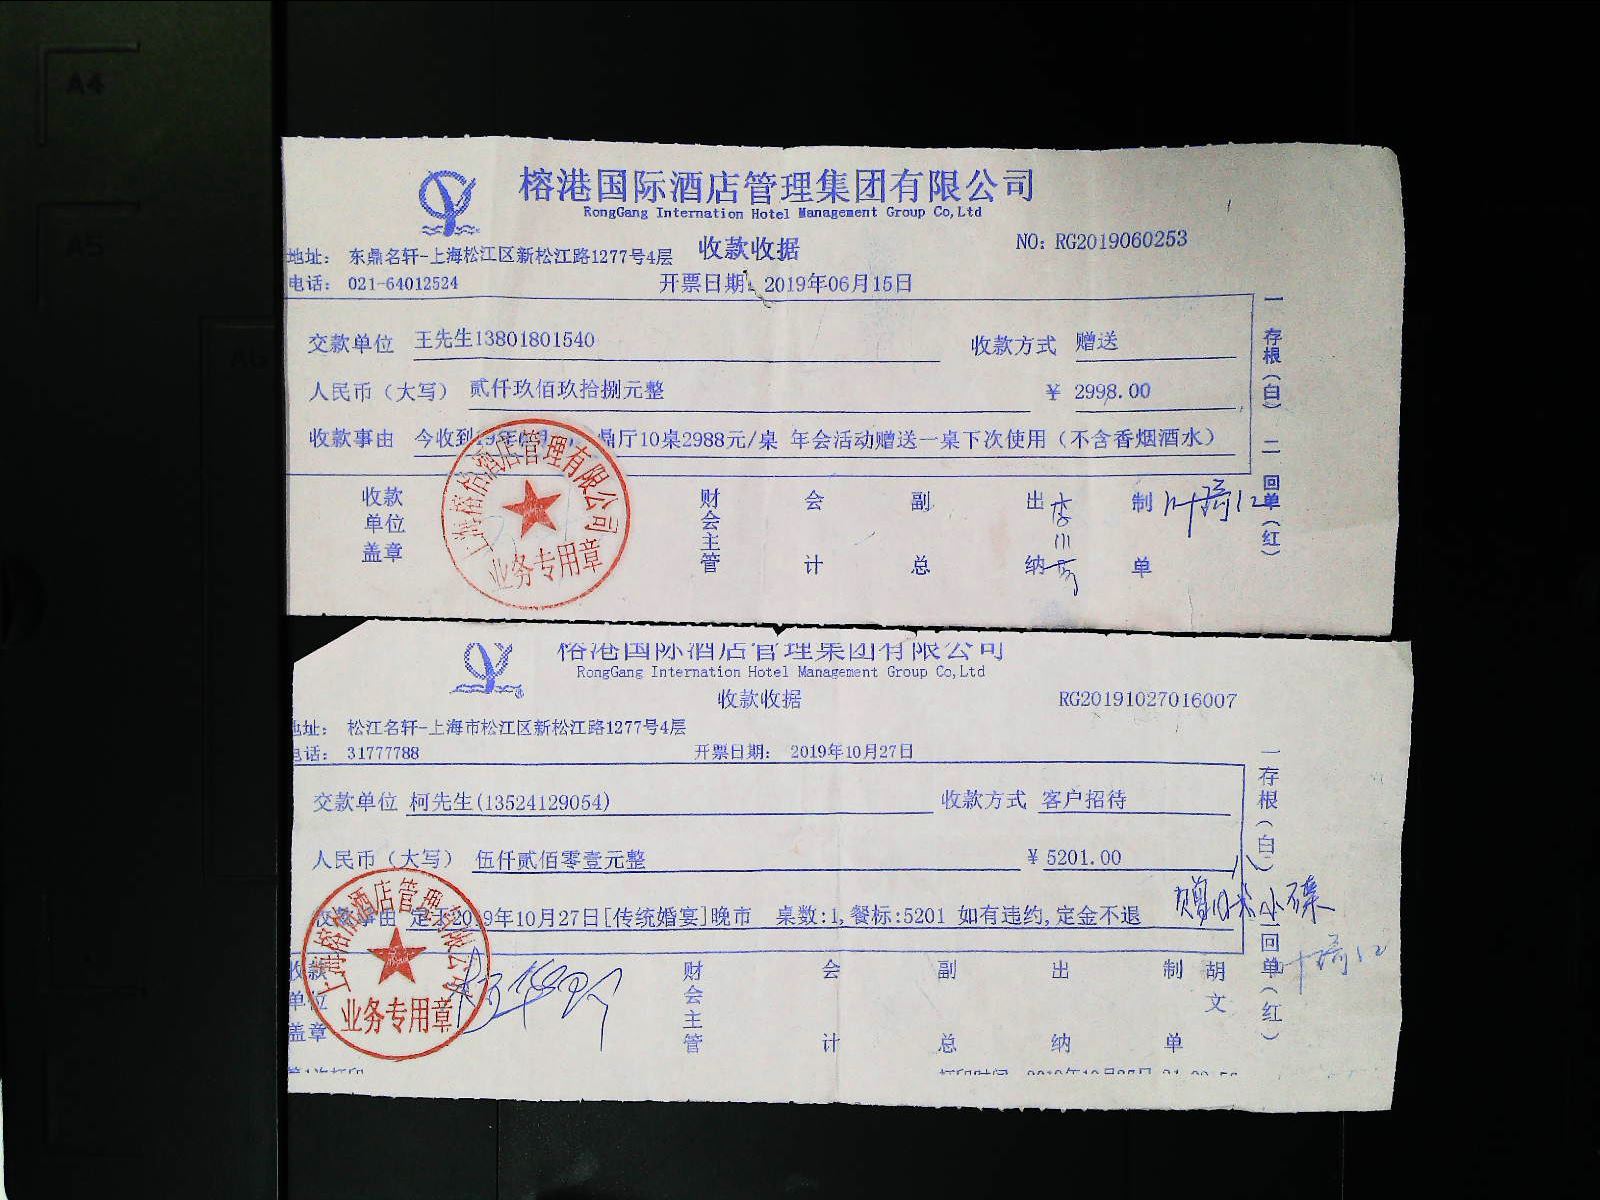 A4
A5
榕港国际酒店管理集团有限公司
RongGang International Hotel Management Group Co,Ltd
收款收据
NO: RG2019060253
地址: 东鼎名轩-上海松江区新松江路1277号4层
电话: 021-64012524
开票日期: 2019年06月15日
交款单位 王先生13801801540
收款方式 赠送
人民币（大写） 贰仟玖佰玖拾捌元整
¥ 2998.00
收款事由 今收到19年 鼎厅10桌2988元/桌 年会活动赠送一桌下次使用（不含香烟酒水）
一存根（白） 二回单（红）
收款单位盖章
财会主管
会计
副总
出纳
制单
业务专用章
榕港国际酒店管理集团有限公司
RongGang International Hotel Management Group Co,Ltd
收款收据
RG20191027016007
地址: 松江名轩-上海市松江区新松江路1277号4层
电话: 31777788
开票日期: 2019年10月27日
交款单位 柯先生(13524129054)
收款方式 客户招待
人民币（大写） 伍仟贰佰零壹元整
¥ 5201.00
事由 定于2019年10月27日[传统婚宴]晚市 桌数:1,餐标:5201 如有违约,定金不退
一存根（白） 二回单（红）
收款单位盖章
财会主管
会计
副总
出纳
制单
胡文
业务专用章